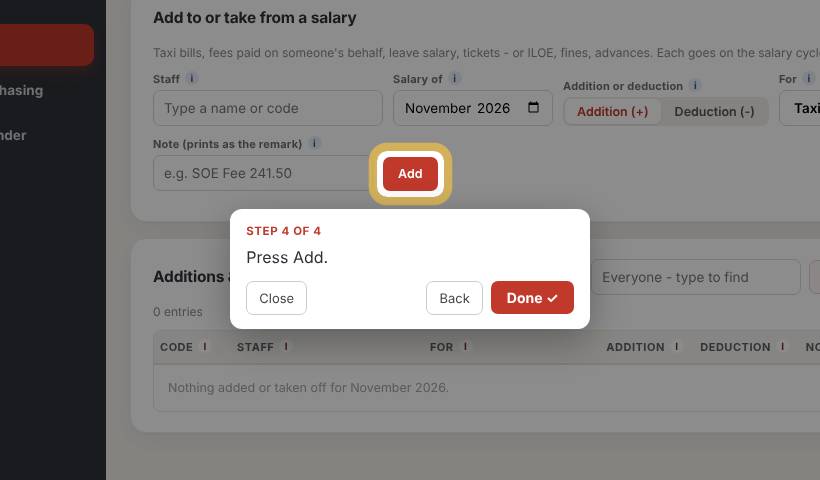 Add to or take from a salary
Taxi bills, fees paid on someone's behalf, leave salary, tickets - or ILOE, fines, advances. Each goes on the salary cycl
Staff i
Salary of i
Addition or deduction i
For i
Type a name or code
November 2026
Addition (+)
Deduction (-)
Taxi
Note (prints as the remark) i
e.g. SOE Fee 241.50
Add
hasing
nder
STEP 4 OF 4
Press Add.
Close
Back
Done ✓
Additions
Everyone - type to find
0 entries
CODE i
STAFF i
FOR i
ADDITION i
DEDUCTION i
NO
Nothing added or taken off for November 2026.